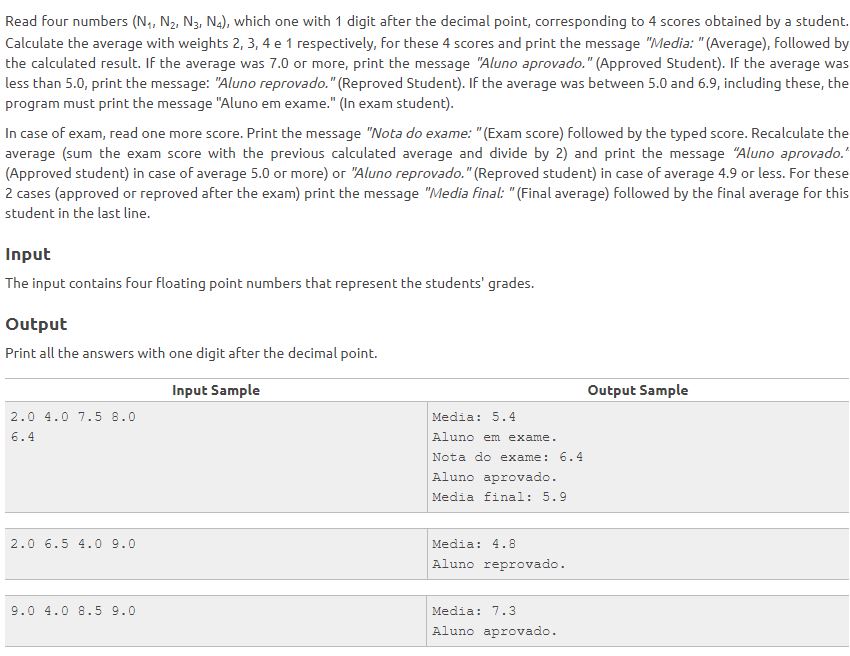 Read four numbers (N₁, N₂, N₃, N₄), which one with 1 digit after the decimal point, corresponding to 4 scores obtained by a student.
Calculate the average with weights 2, 3, 4 e 1 respectively, for these 4 scores and print the message "Media: " (Average), followed by
the calculated result. If the average was 7.0 or more, print the message "Aluno aprovado." (Approved Student). If the average was
less than 5.0, print the message: "Aluno reprovado." (Reproved Student). If the average was between 5.0 and 6.9, including these, the
program must print the message "Aluno em exame." (In exam student).
In case of exam, read one more score. Print the message "Nota do exame: " (Exam score) followed by the typed score. Recalculate the
average (sum the exam score with the previous calculated average and divide by 2) and print the message “Aluno aprovado.'
(Approved student) in case of average 5.0 or more) or "Aluno reprovado." (Reproved student) in case of average 4.9 or less. For these
2 cases (approved or reproved after the exam) print the message "Media final: " (Final average) followed by the final average for this
student in the last line.
Input
The input contains four floating point numbers that represent the students' grades.
Output
Print all the answers with one digit after the decimal point.
Input Sample
Output Sample
2.0 4.0 7.5 8.0
6.4
Media: 5.4
Aluno em exame.
Nota do exame: 6.4
Aluno aprovado.
Media final: 5.9
2.0 6.5 4.0 9.0
Media: 4.8
Aluno reprovado.
9.0 4.0 8.5 9.0
Media: 7.3
Aluno aprovado.